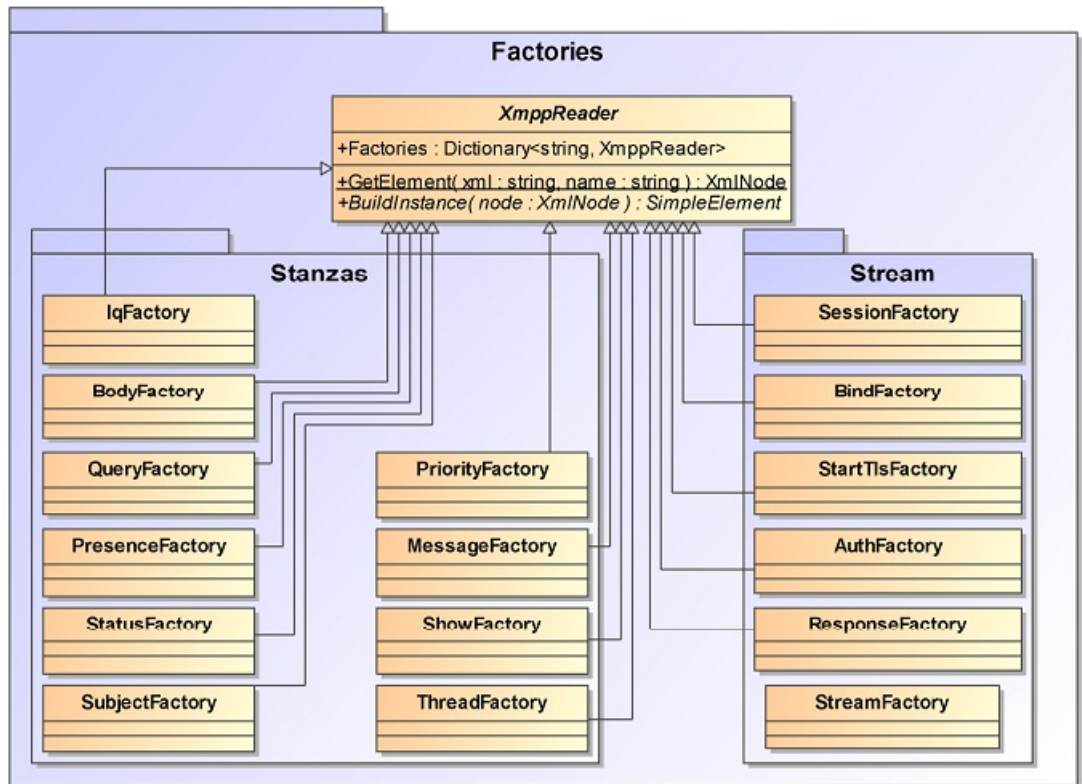 Factories
XmppReader
+Factories : Dictionary<string, XmppReader>
+GetElement( xml : string, name : string ) : XmlNode
+BuildInstance( node : XmlNode ) : SimpleElement
Stanzas
IqFactory
BodyFactory
QueryFactory
PresenceFactory
StatusFactory
SubjectFactory
PriorityFactory
MessageFactory
ShowFactory
ThreadFactory
Stream
SessionFactory
BindFactory
StartTlsFactory
AuthFactory
ResponseFactory
StreamFactory